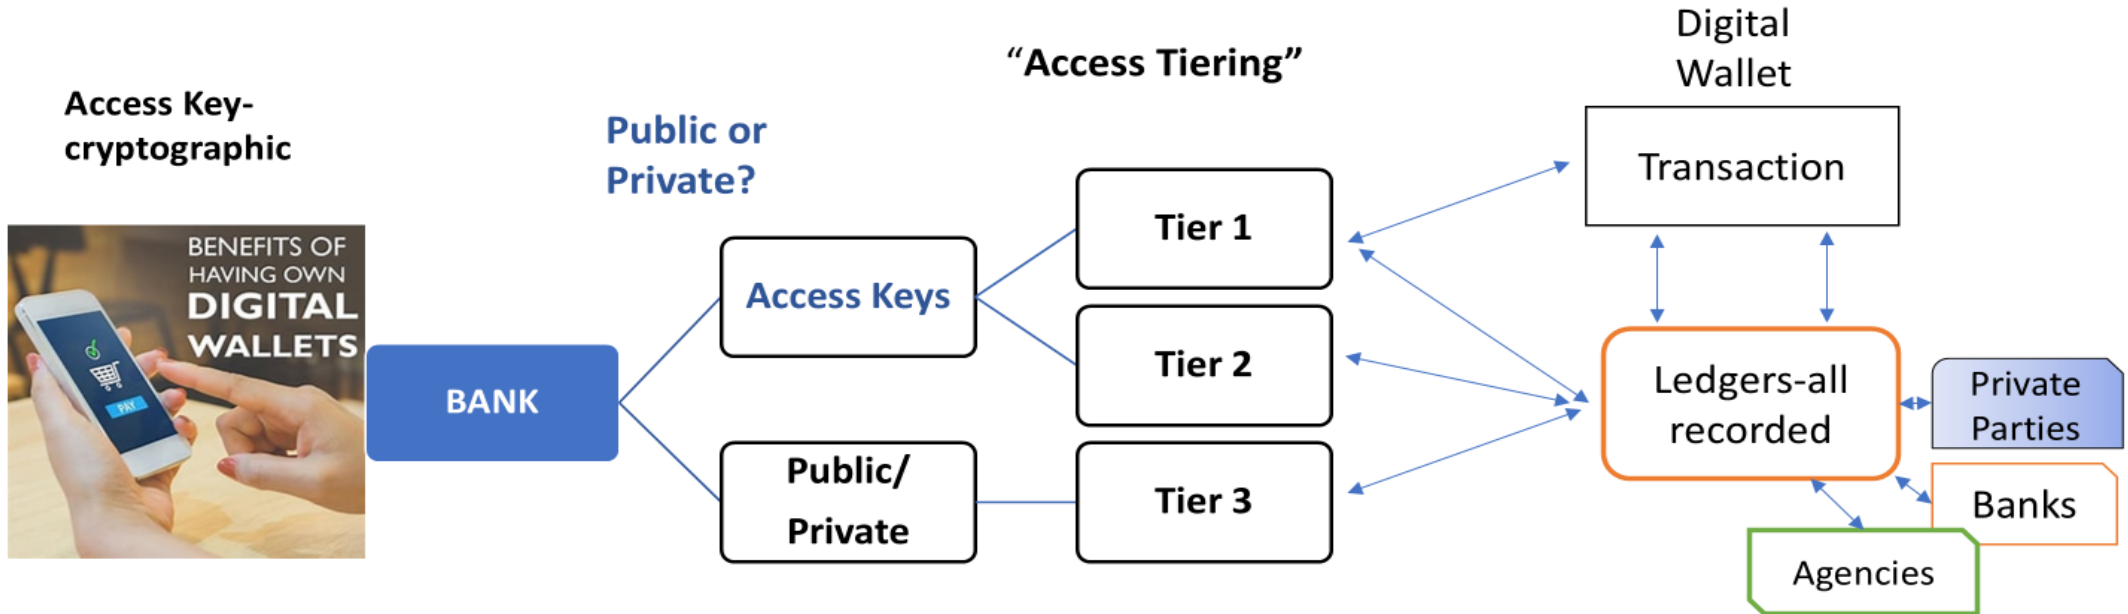 Access Key-
cryptographic
BENEFITS OF
HAVING OWN
DIGITAL
WALLETS
PAY
BANK
Public or
Private?
Access Keys
Public/
Private
“Access Tiering”
Tier 1
Tier 2
Tier 3
Digital
Wallet
Transaction
Ledgers-all
recorded
Private
Parties
Banks
Agencies